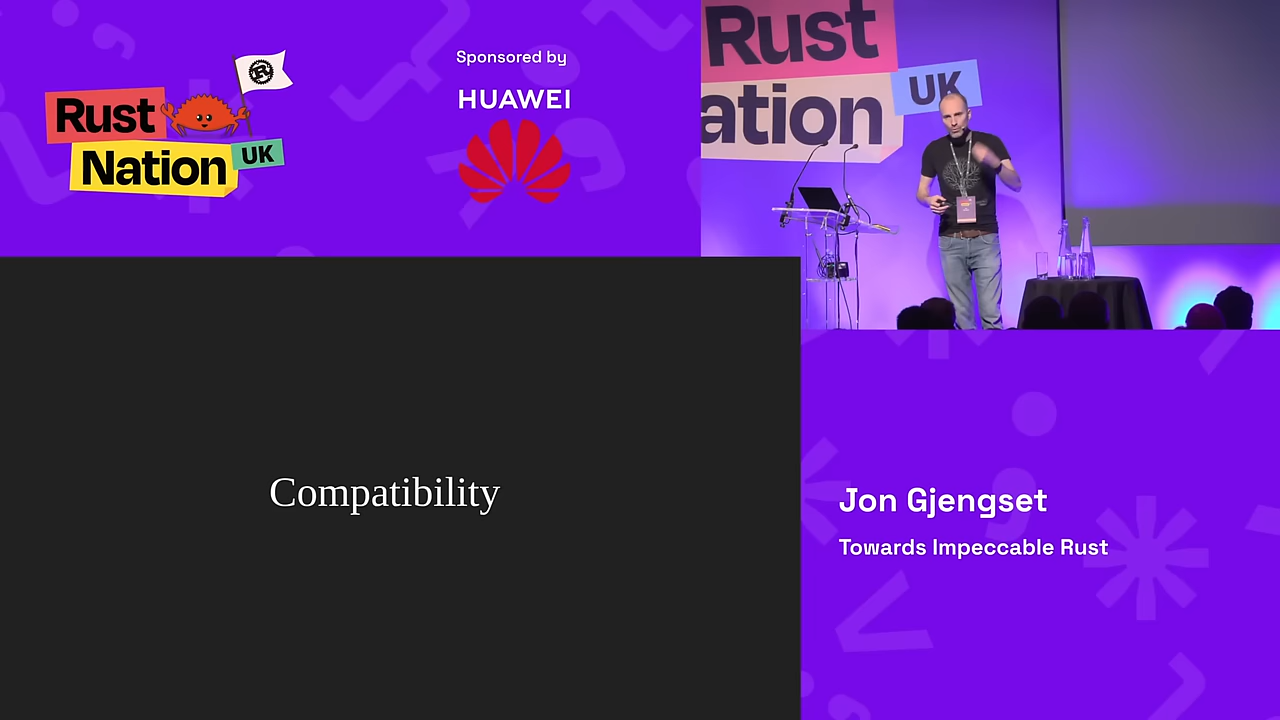 Rust
Nation
UK
Sponsored by
HUAWEI
Rust
ation
UK
Compatibility
Jon Gjengset
Towards Impeccable Rust